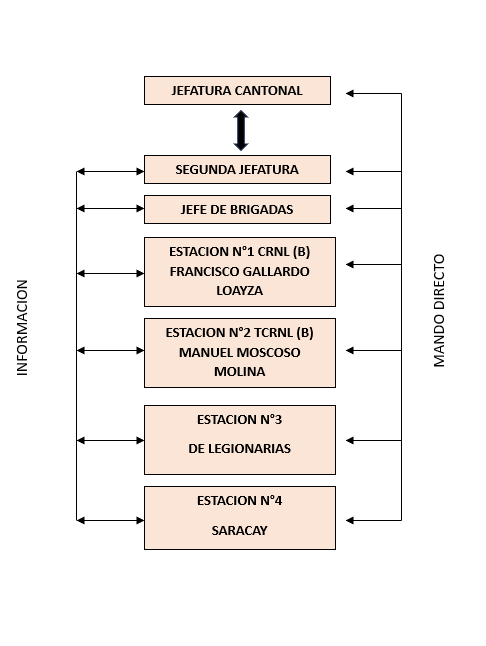 JEFATURA CANTONAL
SEGUNDA JEFATURA
JEFE DE BRIGADAS
ESTACION N°1 CRNL (B)
FRANCISCO GALLARDO
LOAYZA
ESTACION N°2 TCRNL (B)
MANUEL MOSCOSO
MOLINA
ESTACION N°3
DE LEGIONARIAS
ESTACION N°4
SARACAY
INFORMACION
MANDO DIRECTO